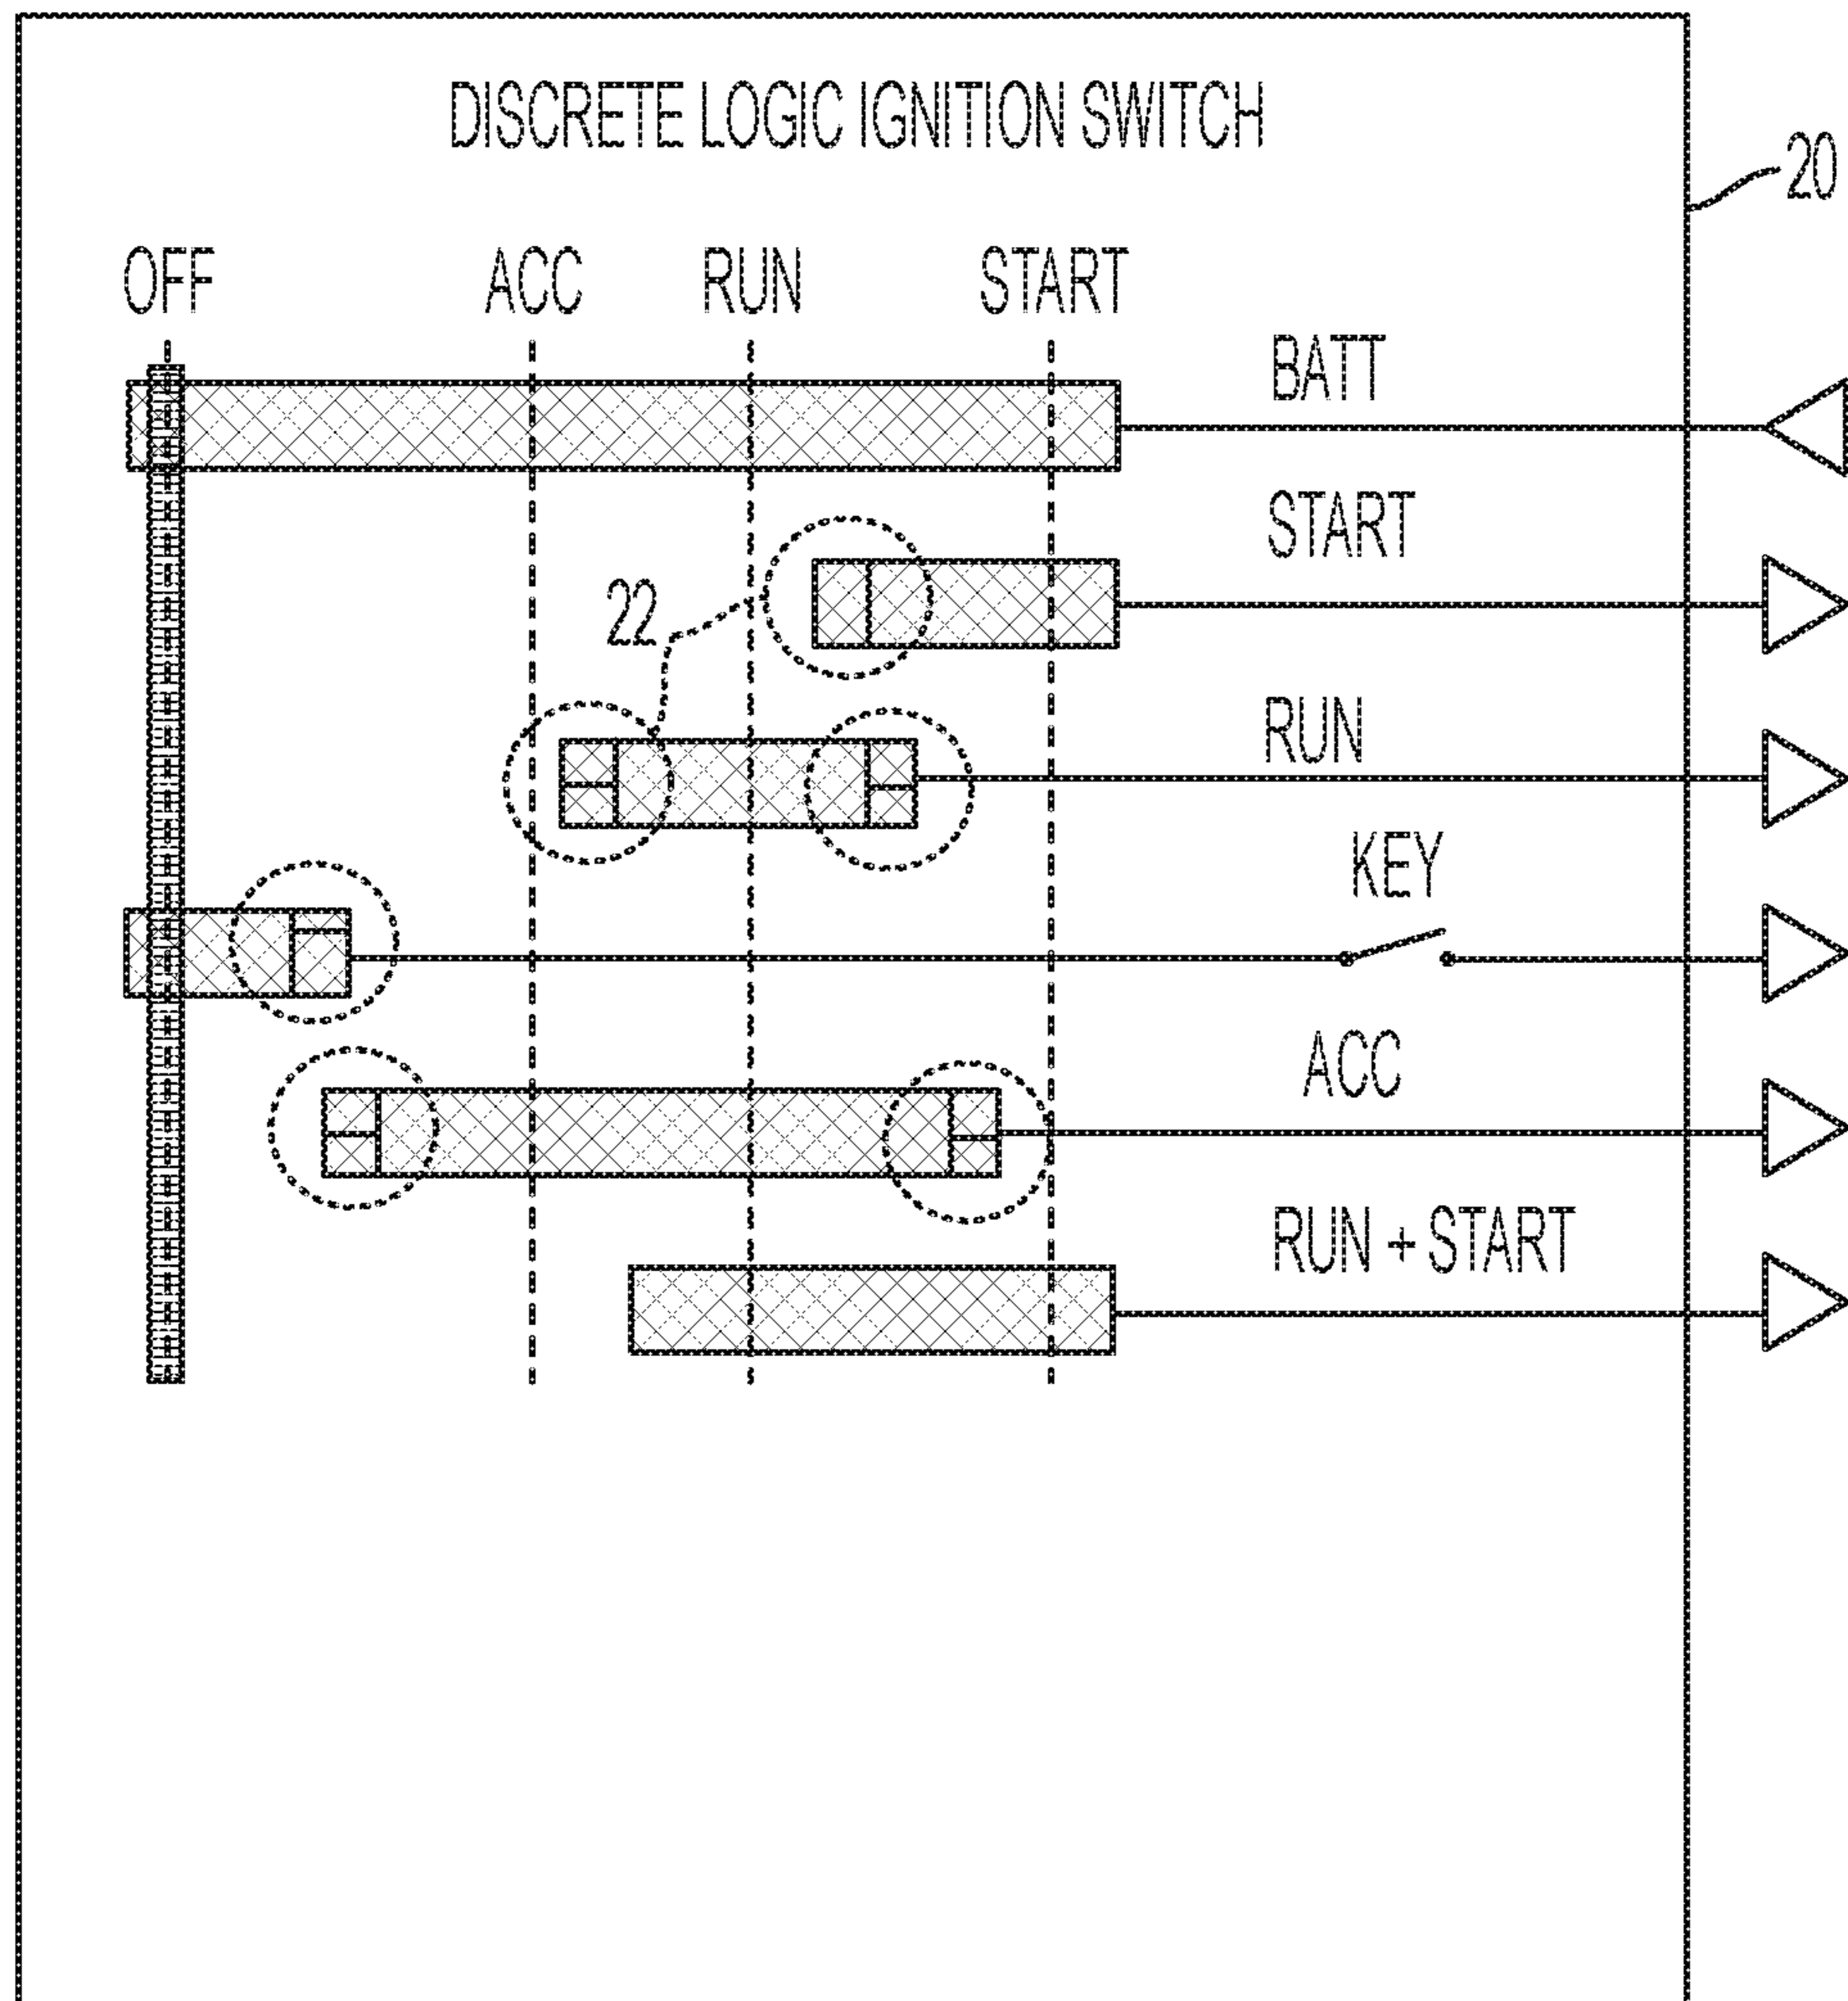 DISCRETE LOGIC IGNITION SWITCH
20
OFF ACC RUN START
BATT
START
22
RUN
KEY
ACC
RUN + START